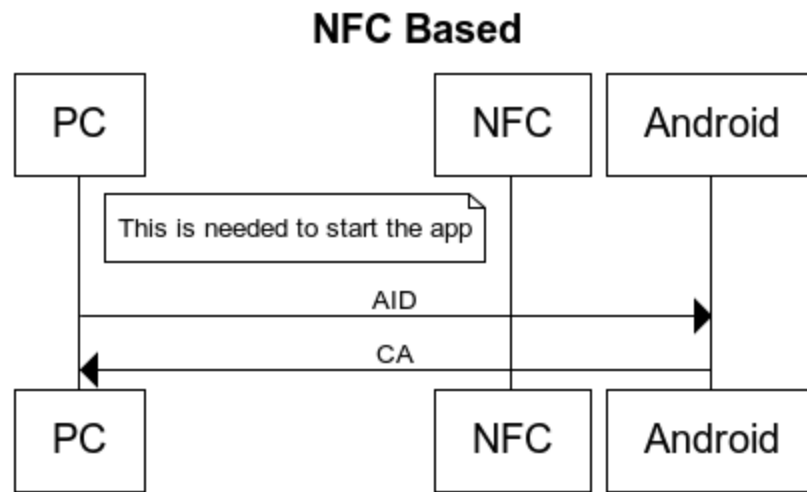 NFC Based
PC
NFC
Android
This is needed to start the app
AID
CA
PC
NFC
Android